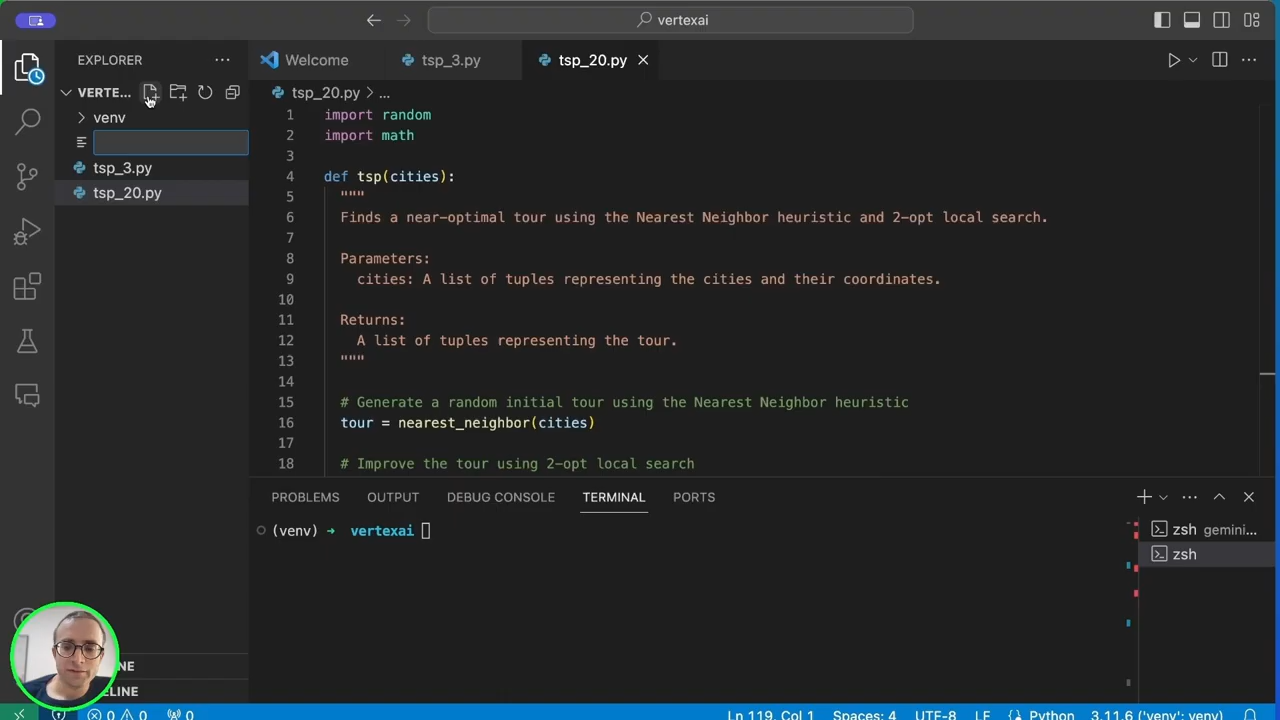 vertexai
EXPLORER
Welcome
tsp_3.py
tsp_20.py
VERTE...
tsp_20.py > ...
venv
tsp_3.py
tsp_20.py
1 import random
2 import math
3
4 def tsp(cities):
5 """
6 Finds a near-optimal tour using the Nearest Neighbor heuristic and 2-opt local search.
7
8 Parameters:
9 cities: A list of tuples representing the cities and their coordinates.
10
11 Returns:
12 A list of tuples representing the tour.
13 """
14
15 # Generate a random initial tour using the Nearest Neighbor heuristic
16 tour = nearest_neighbor(cities)
17
18 # Improve the tour using 2-opt local search
PROBLEMS OUTPUT DEBUG CONSOLE TERMINAL PORTS
(venv) → vertexai
zsh gemini...
zsh
NE
ELINE
0 0 0 Ln 119, Col 1 Spaces: 4 UTF-8 LF Python 3.11.6 ('venv': venv)